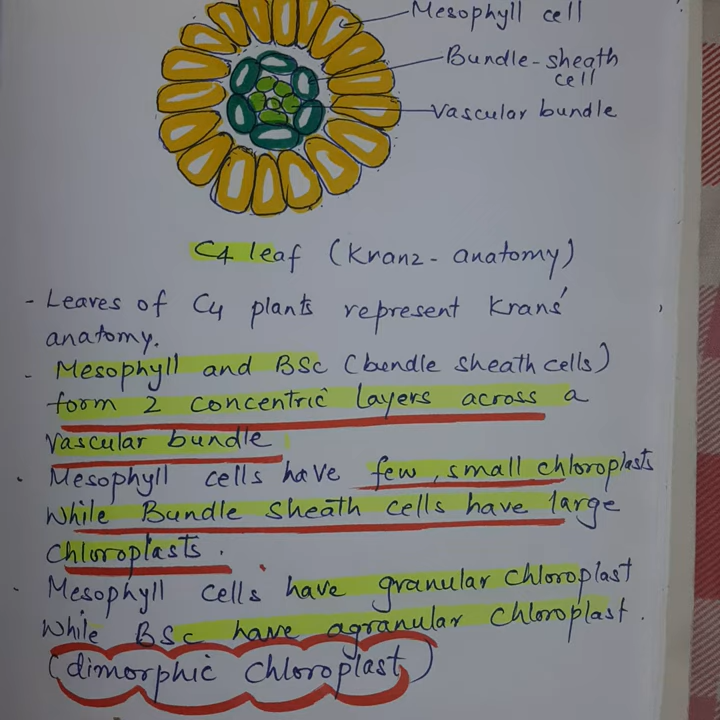 Mesophyll cell
Bundle-sheath
cell
Vascular bundle
C4 leaf (Kranz-anatomy)
- Leaves of C4 plants represent Krans'
anatomy.
- Mesophyll and BSc (bundle sheath cells)
form 2 concentric layers across a
vascular bundle
. Mesophyll cells have few, small chloroplasts
while Bundle sheath cells have large
chloroplasts.
- Mesophyll cells have granular chloroplast
while BSc have agranular chloroplast.
(dimorphic chloroplast)